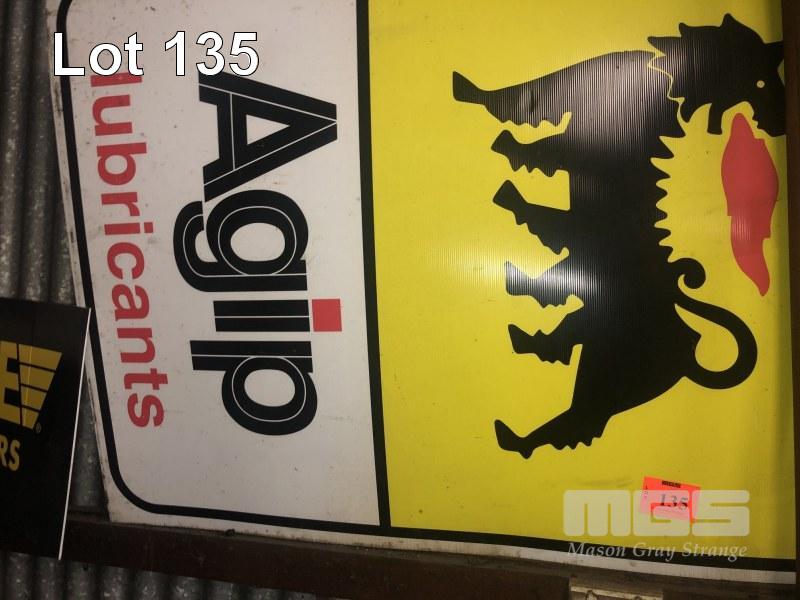 Lot 135
Agip
lubricants
E
RS
135
MGS
Mason Gray Strange